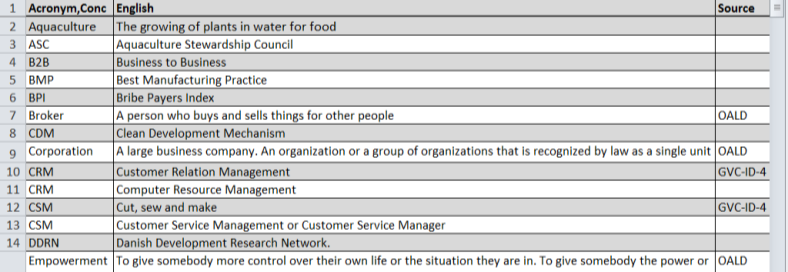 1 Acronym,Conc English Source
2 Aquaculture The growing of plants in water for food
3 ASC Aquaculture Stewardship Council
4 B2B Business to Business
5 BMP Best Manufacturing Practice
6 BPI Bribe Payers Index
7 Broker A person who buys and sells things for other people OALD
8 CDM Clean Development Mechanism
9 Corporation A large business company. An organization or a group of organizations that is recognized by law as a single unit OALD
10 CRM Customer Relation Management GVC-ID-4
11 CRM Computer Resource Management
12 CSM Cut, sew and make GVC-ID-4
13 CSM Customer Service Management or Customer Service Manager
14 DDRN Danish Development Research Network.
Empowerment To give somebody more control over their own life or the situation they are in. To give somebody the power or OALD